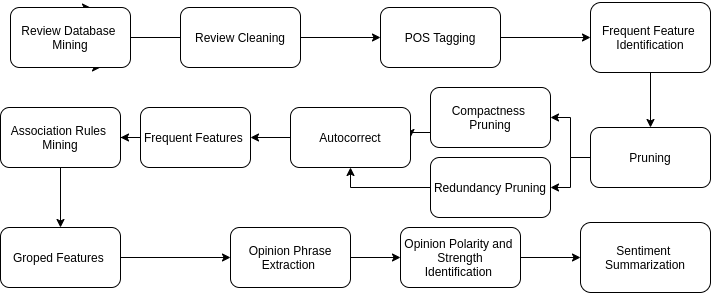 Review Database
Mining
Review Cleaning
POS Tagging
Frequent Feature
Identification
Association Rules
Mining
Frequent Features
Autocorrect
Compactness
Pruning
Redundancy Pruning
Pruning
Groped Features
Opinion Phrase
Extraction
Opinion Polarity and
Strength
Identification
Sentiment
Summarization